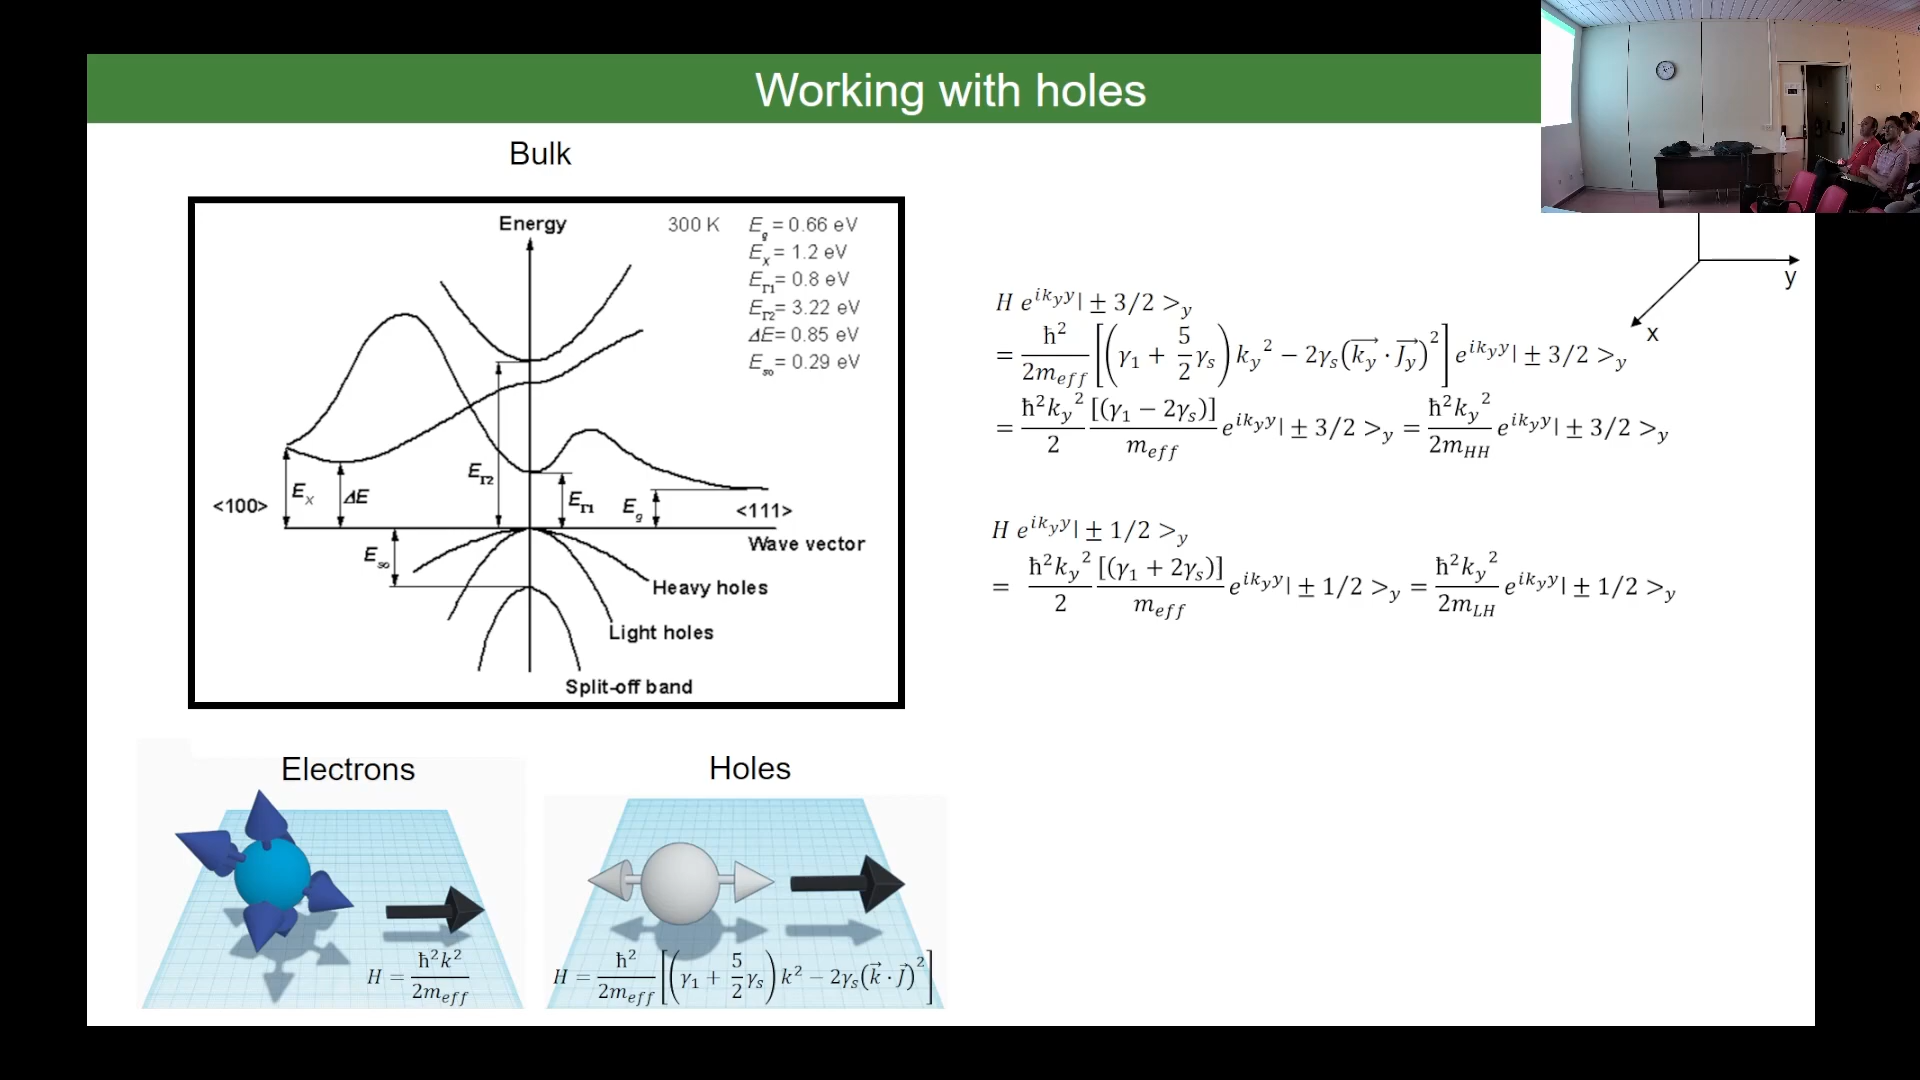 Working with holes
Bulk
Energy
300 K
E_g = 0.66 eV
E_x = 1.2 eV
E_Γ1 = 0.8 eV
E_Γ2 = 3.22 eV
ΔE = 0.85 eV
E_so = 0.29 eV
<100>
E_x
ΔE
E_Γ2
E_Γ1
E_g
<111>
Wave vector
E_so
Heavy holes
Light holes
Split-off band
Electrons
H = ħ²k² / 2m_eff
Holes
H = ħ²/2m_eff [(γ₁ + 5/2 γ_s) k² − 2γ_s(k⃗ · J⃗)²]
y
x
H e^{ik_y y}| ± 3/2 >_y
= ħ²/2m_eff [(γ₁ + 5/2 γ_s) k_y² − 2γ_s(k_y⃗ · J_y⃗)²] e^{ik_y y}| ± 3/2 >_y
= ħ²k_y²/2 [(γ₁ − 2γ_s)]/m_eff e^{ik_y y}| ± 3/2 >_y = ħ²k_y²/2m_HH e^{ik_y y}| ± 3/2 >_y
H e^{ik_y y}| ± 1/2 >_y
= ħ²k_y²/2 [(γ₁ + 2γ_s)]/m_eff e^{ik_y y}| ± 1/2 >_y = ħ²k_y²/2m_LH e^{ik_y y}| ± 1/2 >_y